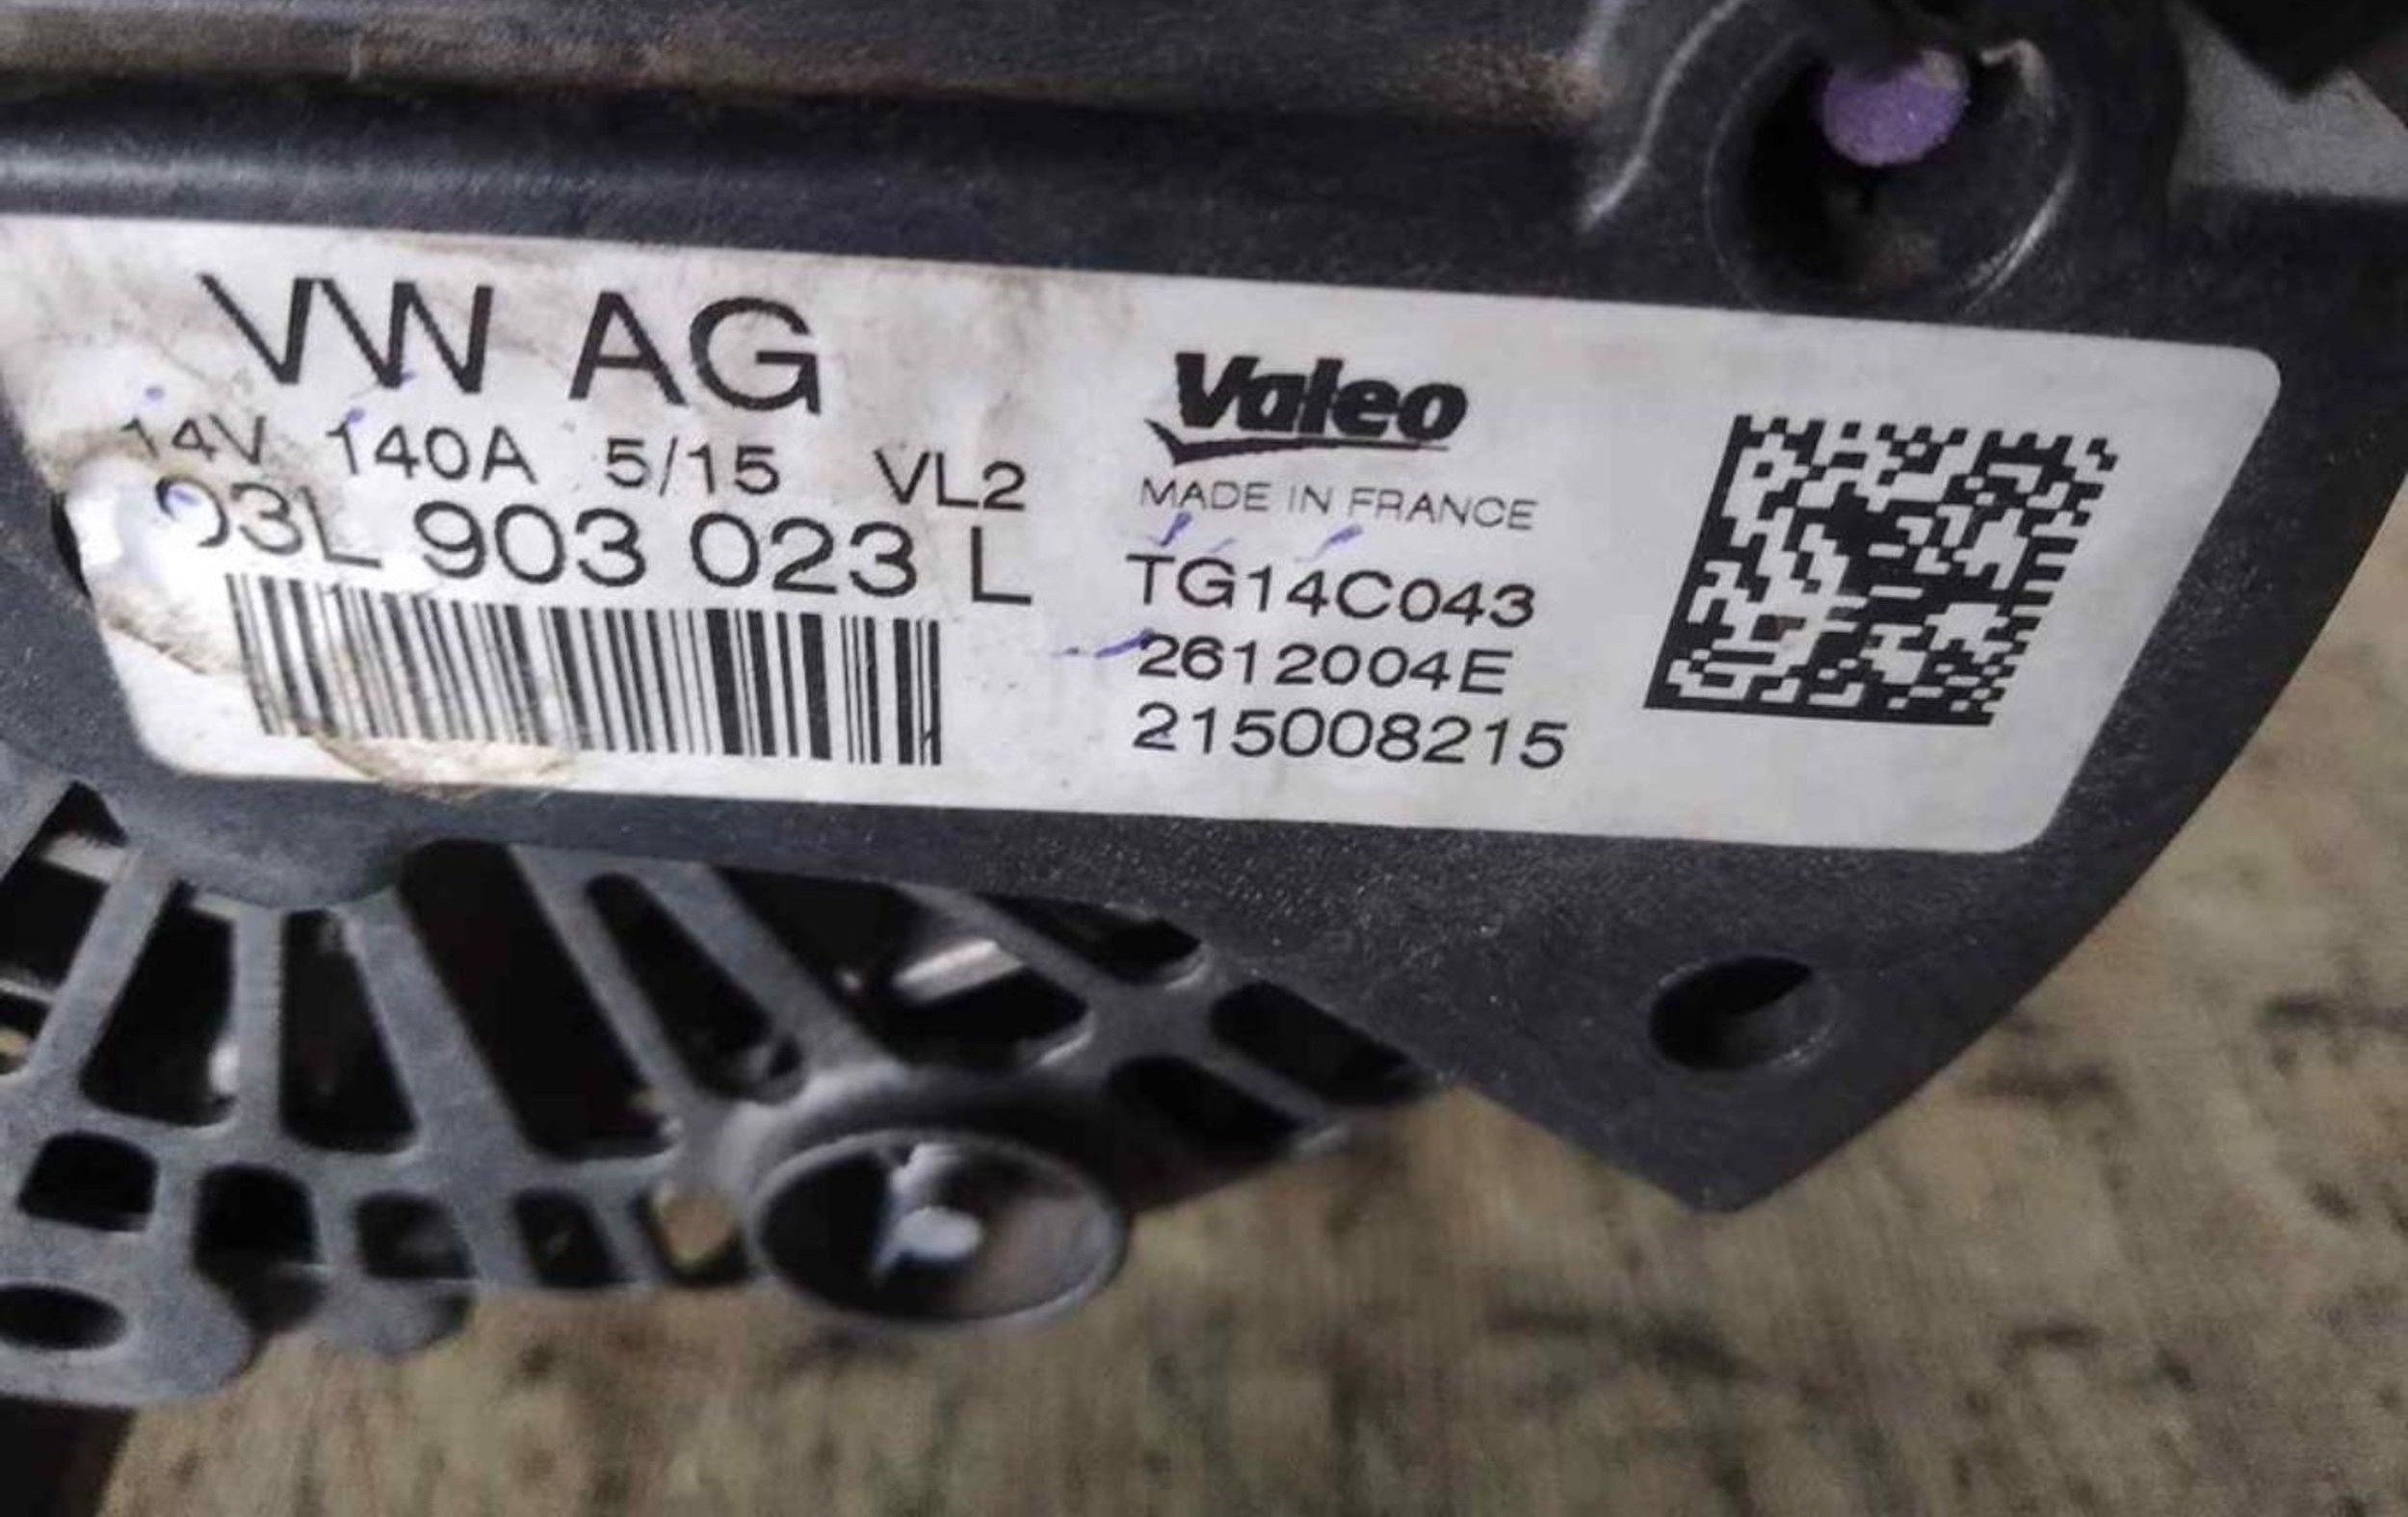 VW AG
14V 140A 5/15 VL2
03L 903 023 L
Valeo
MADE IN FRANCE
TG14C043
2612004E
215008215